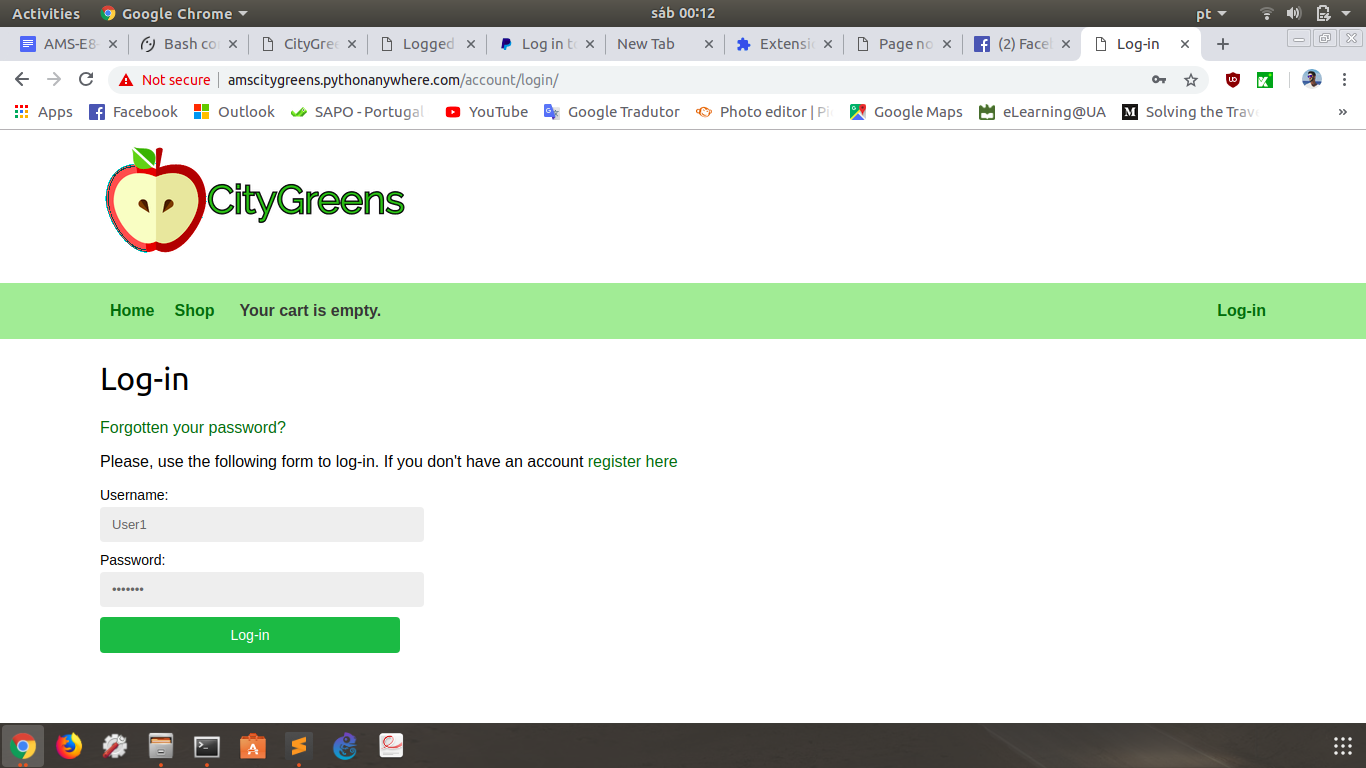 Activities Google Chrome sáb 00:12 pt
AMS-E8- Bash co CityGree Logged Log in t New Tab Extensi Page no (2) Facel Log-in
Not secure amscitygreens.pythonanywhere.com/account/login/
Apps Facebook Outlook SAPO - Portugal YouTube Google Tradutor Photo editor | Pi Google Maps eLearning@UA Solving the Trav »
CityGreens
Home Shop Your cart is empty. Log-in
Log-in
Forgotten your password?
Please, use the following form to log-in. If you don't have an account register here
Username:
User1
Password:
•••••••
Log-in